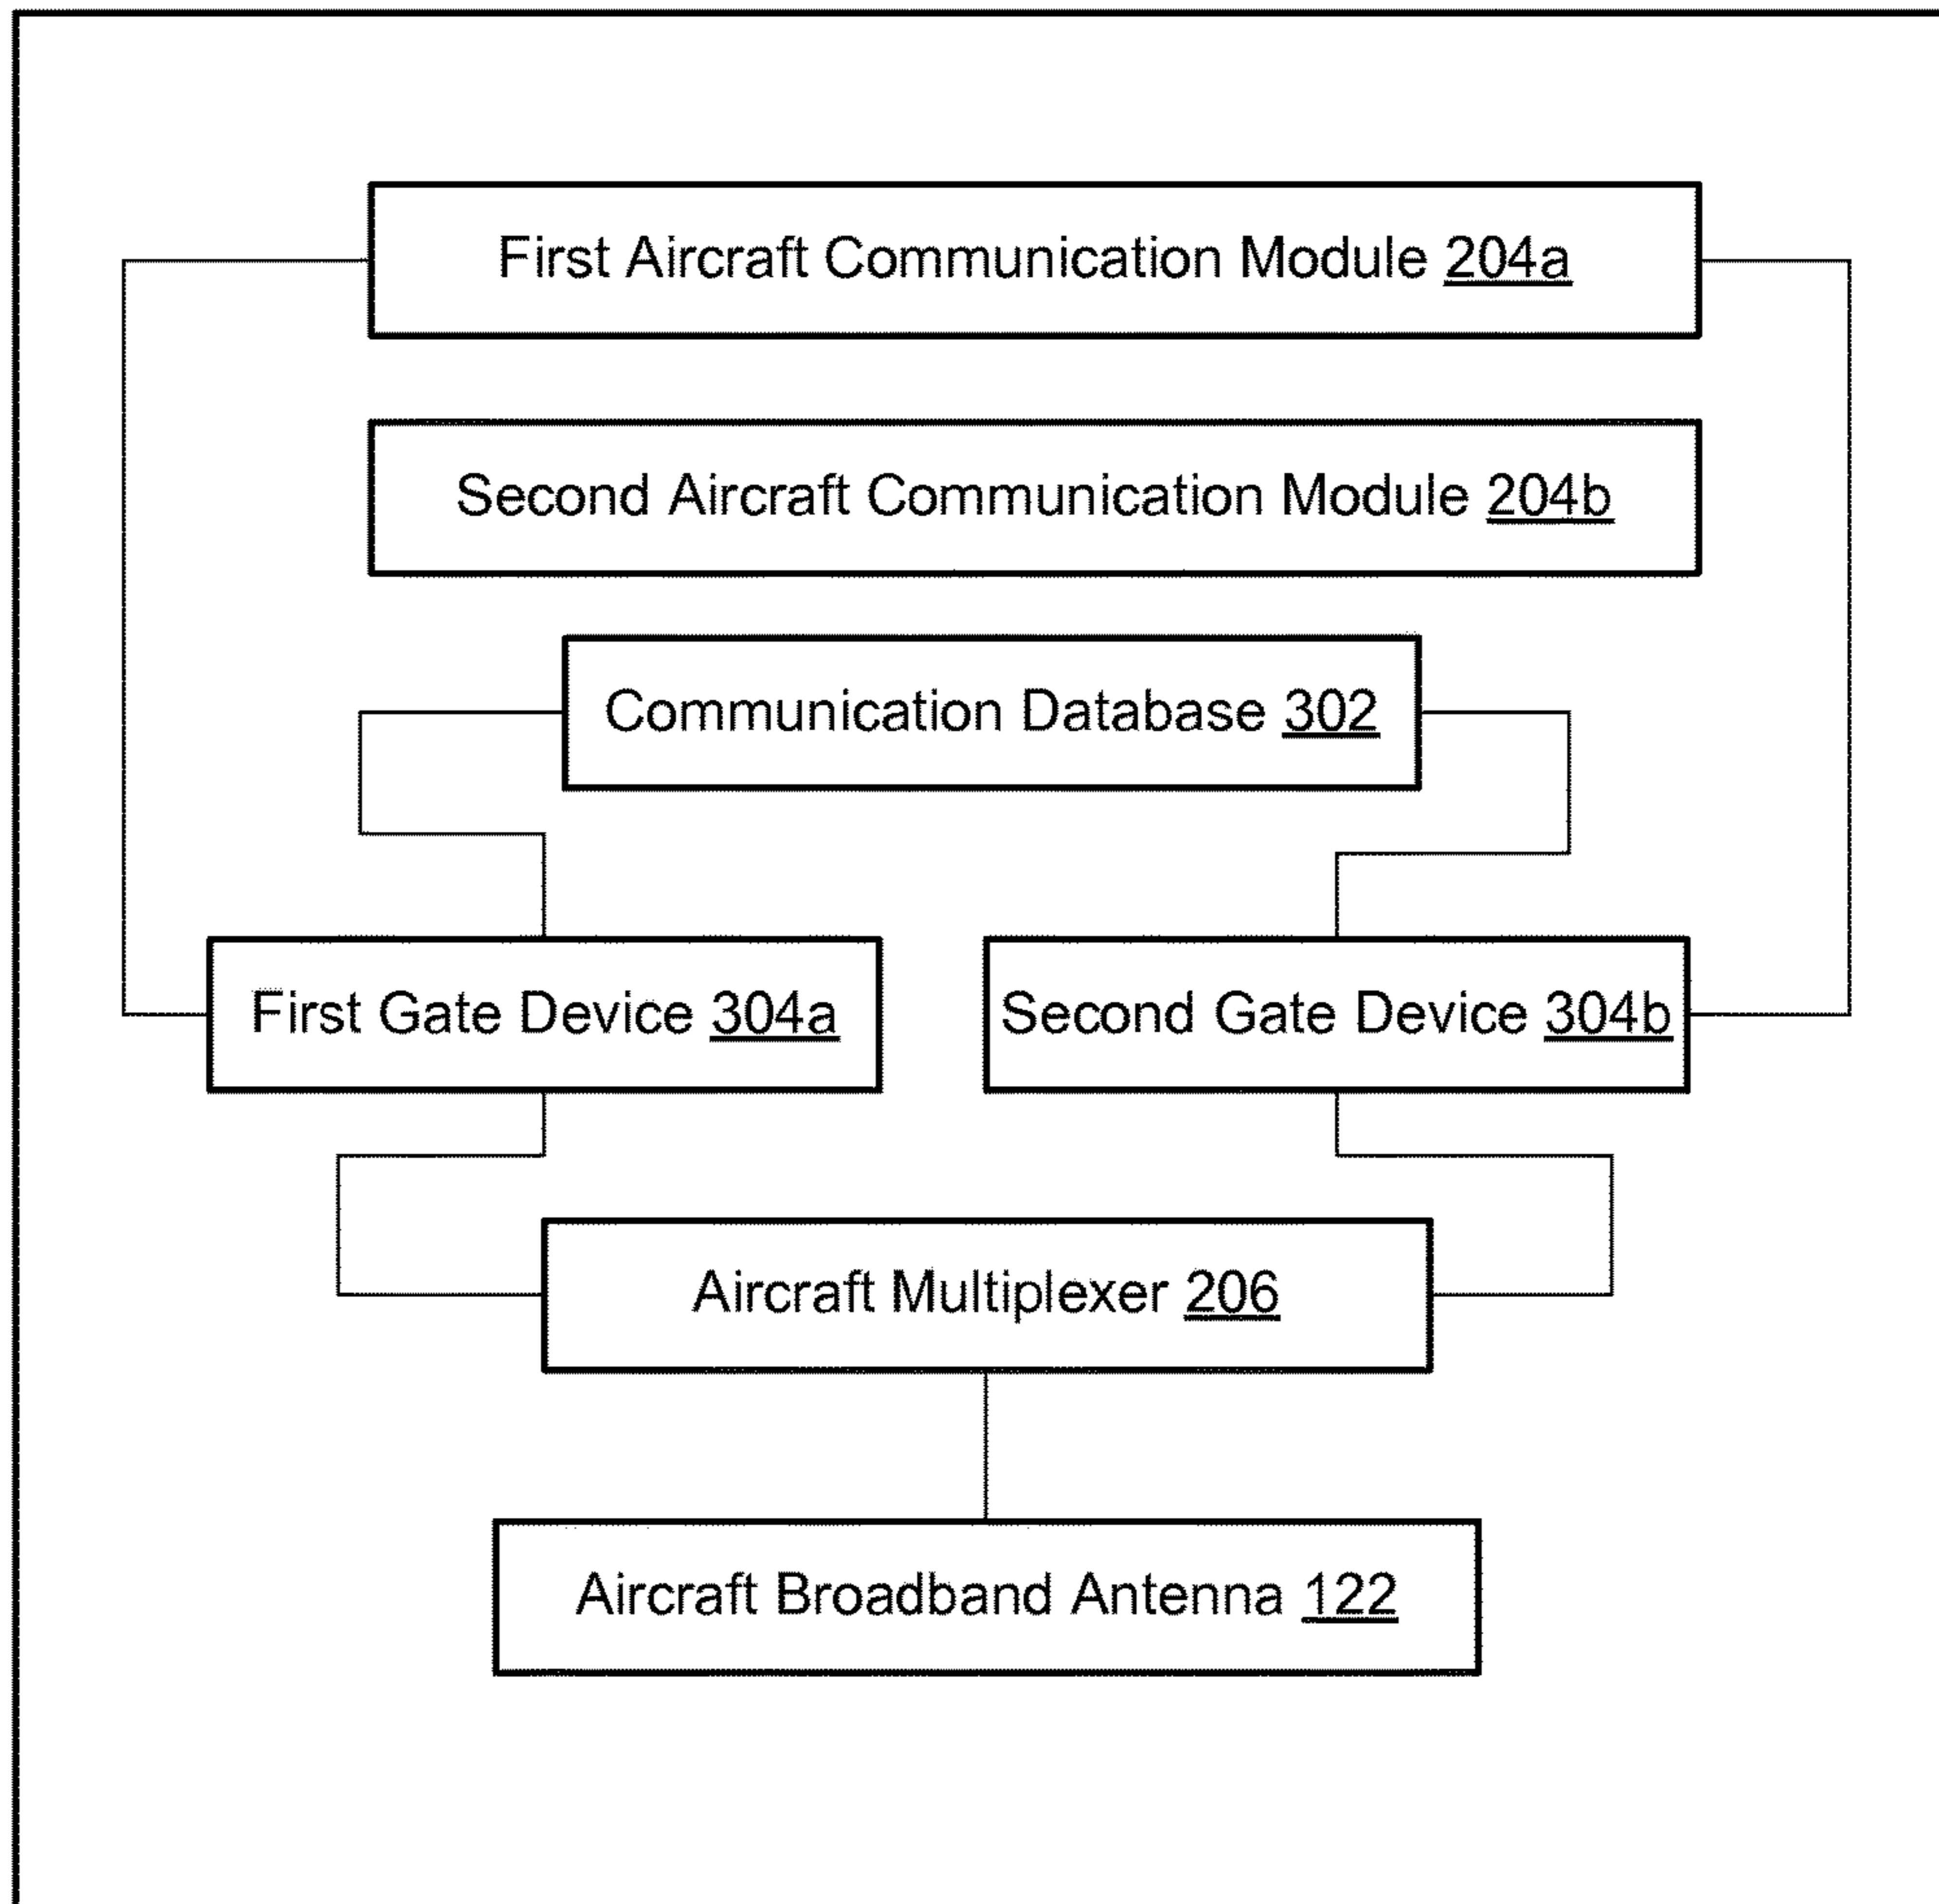 First Aircraft Communication Module 204a
Second Aircraft Communication Module 204b
Communication Database 302
First Gate Device 304a
Second Gate Device 304b
Aircraft Multiplexer 206
Aircraft Broadband Antenna 122